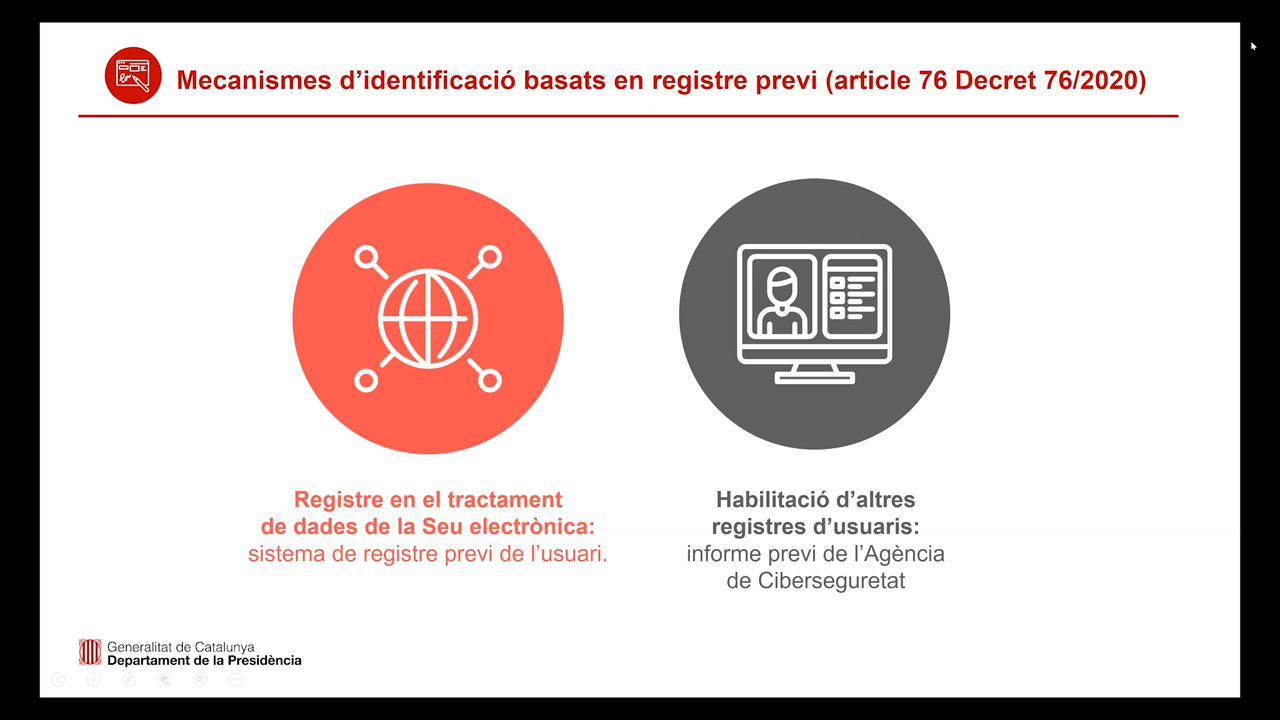 Mecanismes d’identificació basats en registre previ (article 76 Decret 76/2020)
Registre en el tractament
de dades de la Seu electrònica:
sistema de registre previ de l’usuari.
Habilitació d’altres
registres d’usuaris:
informe previ de l’Agència
de Ciberseguretat
Generalitat de Catalunya
Departament de la Presidència